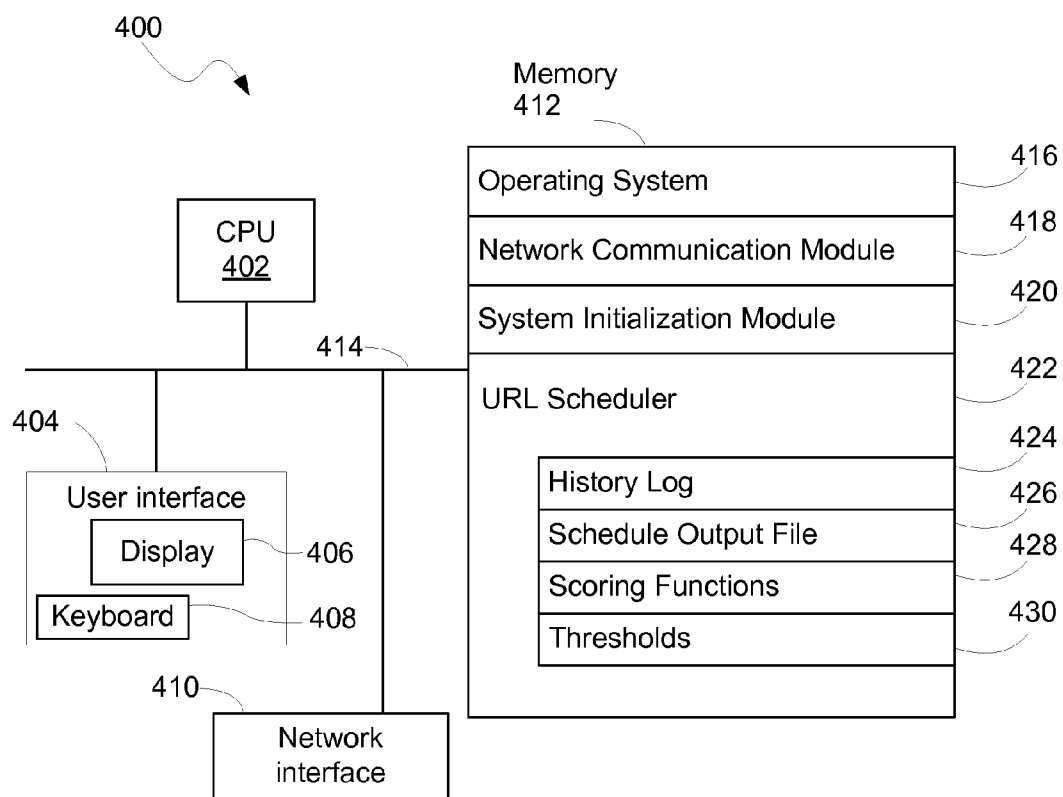 400
Memory
412
Operating System
416
Network Communication Module
418
System Initialization Module
420
CPU
402
414
URL Scheduler
422
History Log
424
Schedule Output File
426
Scoring Functions
428
Thresholds
430
404
User interface
Display
406
Keyboard
408
410
Network
interface